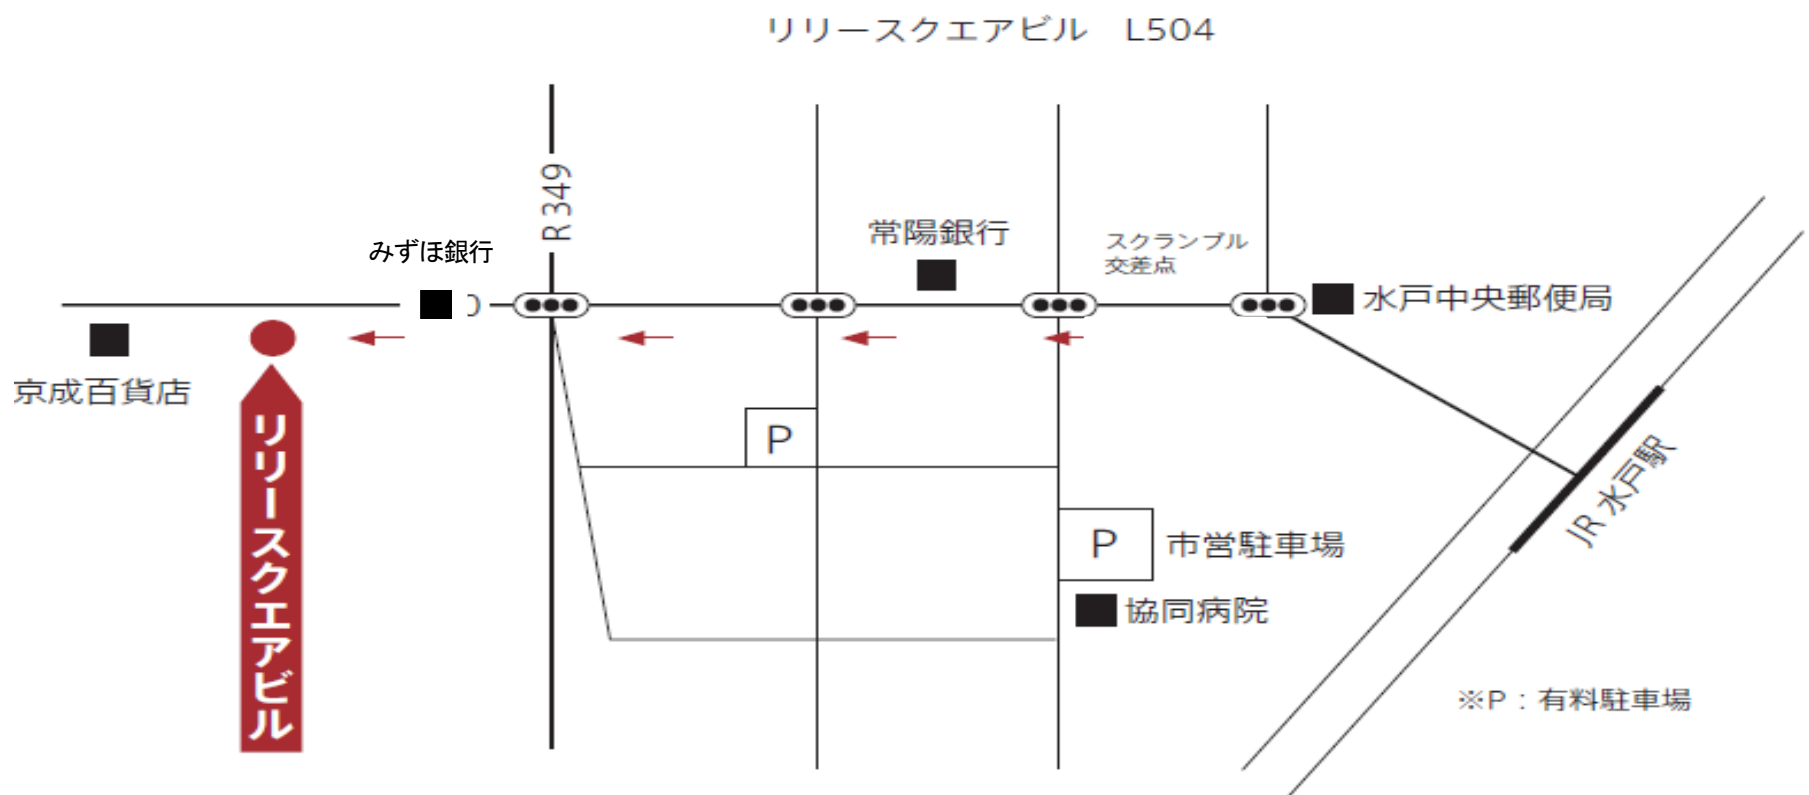 リリースクエアビル L504
R 349
みずほ銀行
常陽銀行
スクランブル
交差点
水戸中央郵便局
京成百貨店
リリースクエアビル
P
JR 水戸駅
P
市営駐車場
協同病院
※P：有料駐車場